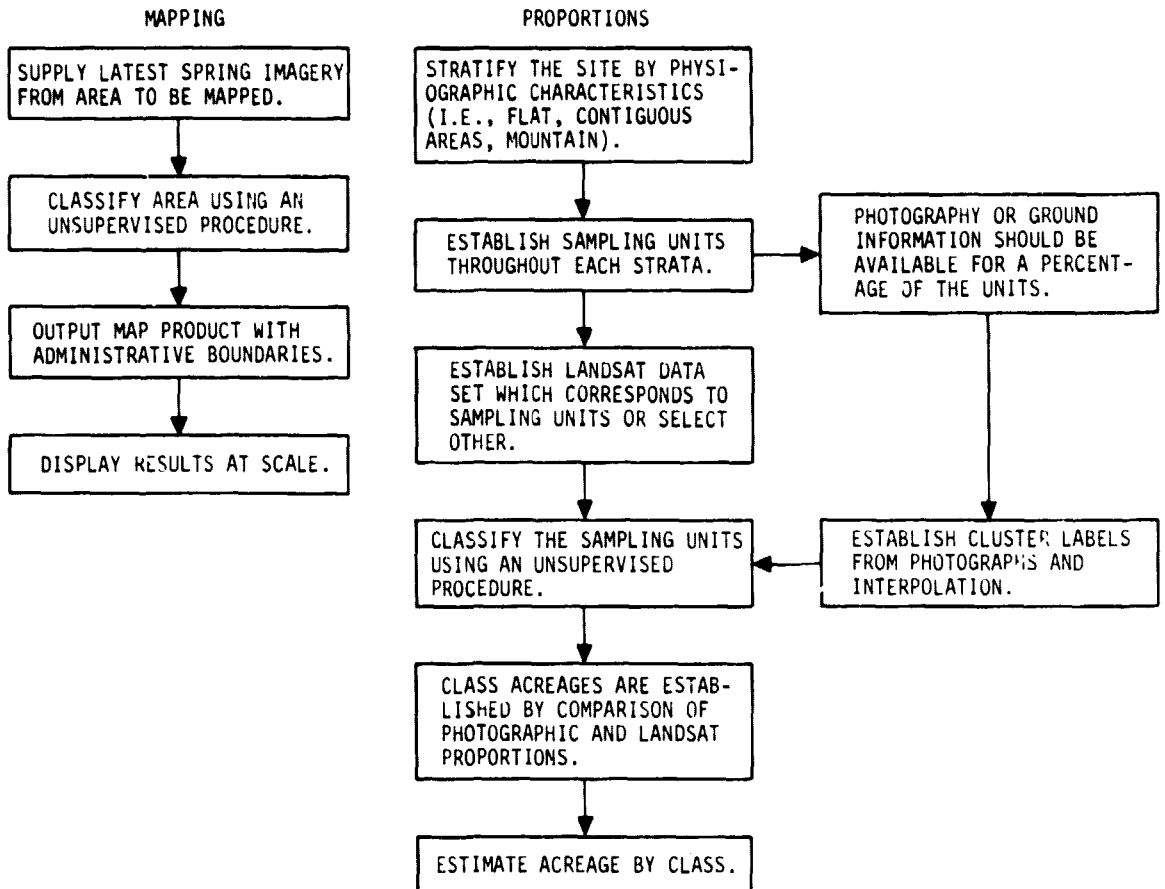 MAPPING
SUPPLY LATEST SPRING IMAGERY
FROM AREA TO BE MAPPED.
CLASSIFY AREA USING AN
UNSUPERVISED PROCEDURE.
OUTPUT MAP PRODUCT WITH
ADMINISTRATIVE BOUNDARIES.
DISPLAY RESULTS AT SCALE.
PROPORTIONS
STRATIFY THE SITE BY PHYSI-
OGRAPHIC CHARACTERISTICS
(I.E., FLAT, CONTIGUOUS
AREAS, MOUNTAIN).
ESTABLISH SAMPLING UNITS
THROUGHOUT EACH STRATA.
PHOTOGRAPHY OR GROUND
INFORMATION SHOULD BE
AVAILABLE FOR A PERCENT-
AGE OF THE UNITS.
ESTABLISH LANDSAT DATA
SET WHICH CORRESPONDS TO
SAMPLING UNITS OR SELECT
OTHER.
ESTABLISH CLUSTER LABELS
FROM PHOTOGRAPHS AND
INTERPOLATION.
CLASSIFY THE SAMPLING UNITS
USING AN UNSUPERVISED
PROCEDURE.
CLASS ACREAGES ARE ESTAB-
LISHED BY COMPARISON OF
PHOTOGRAPHIC AND LANDSAT
PROPORTIONS.
ESTIMATE ACREAGE BY CLASS.